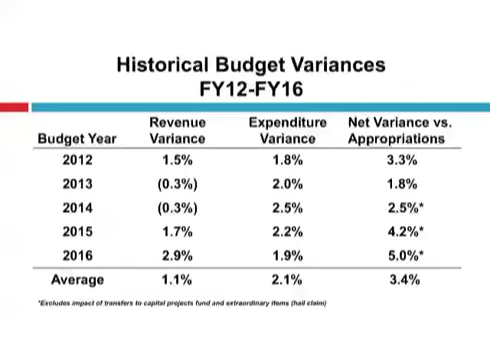 Historical Budget Variances
FY12-FY16
Revenue Expenditure Net Variance vs.
Budget Year Variance Variance Appropriations
2012 1.5% 1.8% 3.3%
2013 (0.3%) 2.0% 1.8%
2014 (0.3%) 2.5% 2.5%*
2015 1.7% 2.2% 4.2%*
2016 2.9% 1.9% 5.0%*
Average 1.1% 2.1% 3.4%
*Excludes impact of transfers to capital projects fund and extraordinary items (hail claim)